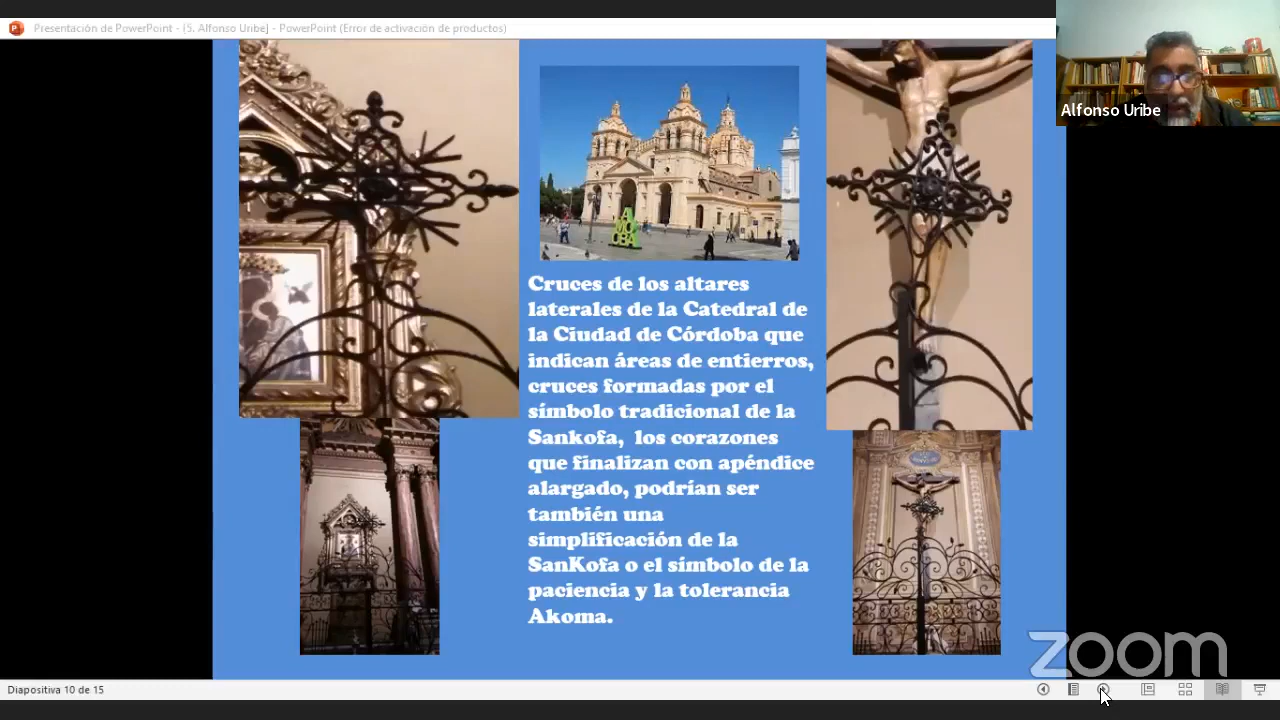 Presentación de PowerPoint - (5. Alfonso Uribe] - PowerPoint (Error de activación de productos)
Alfonso Uribe
Cruces de los altares
laterales de la Catedral de
la Ciudad de Córdoba que
indican áreas de entierros,
cruces formadas por el
símbolo tradicional de la
Sankofa, los corazones
que finalizan con apéndice
alargado, podrían ser
también una
simplificación de la
SanKofa o el símbolo de la
paciencia y la tolerancia
Akoma.
zoom
Diapositiva 10 de 15